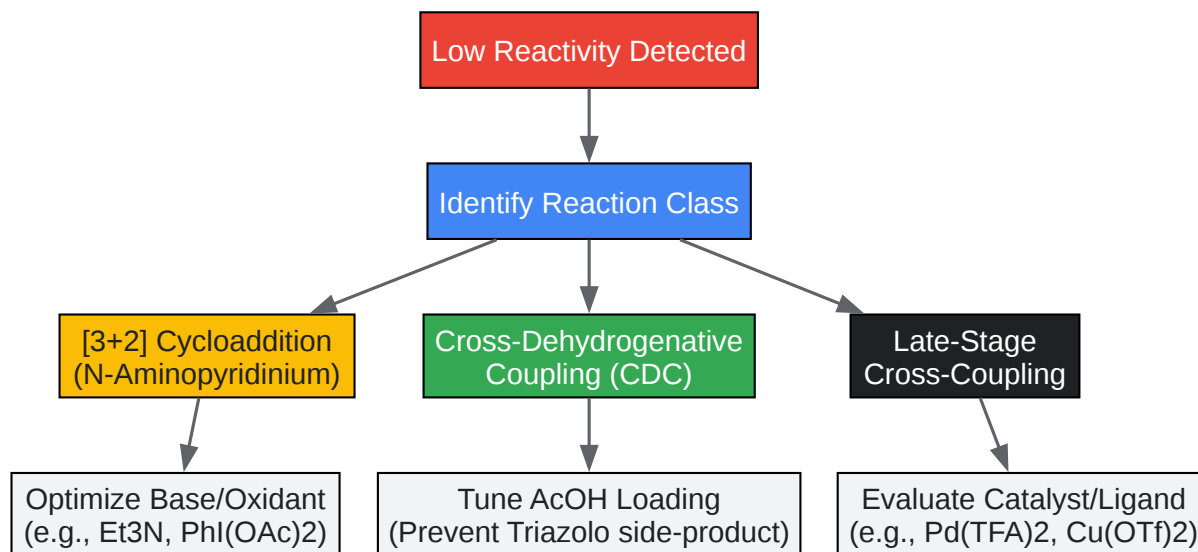 Low Reactivity Detected
Identify Reaction Class
[3+2] Cycloaddition
(N-Aminopyridinium)
Cross-Dehydrogenative
Coupling (CDC)
Late-Stage
Cross-Coupling
Optimize Base/Oxidant
(e.g., Et3N, PhI(OAc)2)
Tune AcOH Loading
(Prevent Triazolo side-product)
Evaluate Catalyst/Ligand
(e.g., Pd(TFA)2, Cu(OTf)2)